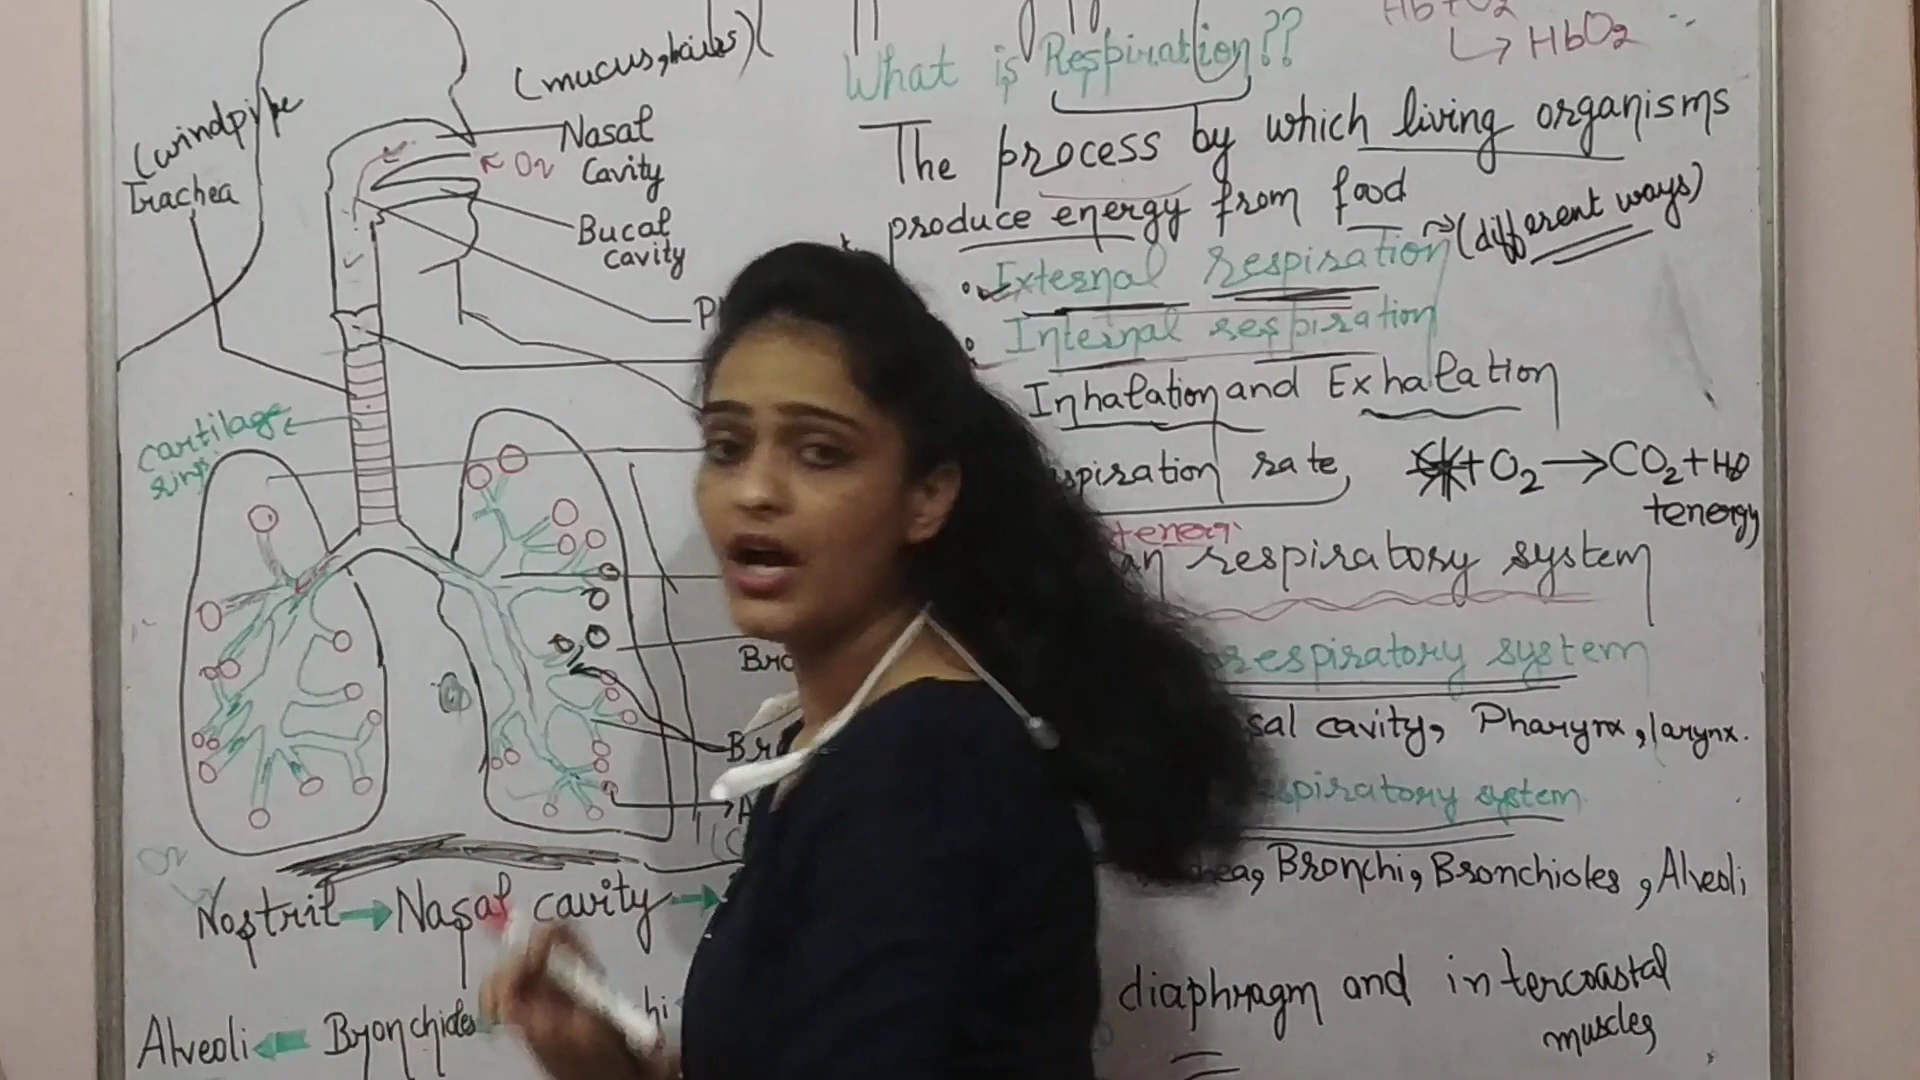 (mucus, hairs)
(windpipe
Trachea
Nasal
Cavity
O2
Bucal
cavity
cartilage
rings
Nostril → Nasal cavity →
Alveoli ← Bronchioles
HbO2
What is Respiration??
The process by which living organisms
produce energy from food
(different ways)
External respiration
Internal respiration
Inhalation and Exhalation
spiration rate
+ O2 → CO2 + H2O
+energy
respiratory system
respiratory system
sal cavity, Pharynx, larynx.
spiratory system
hea, Bronchi, Bronchioles, Alveoli
diaphragm and intercoastal
muscles